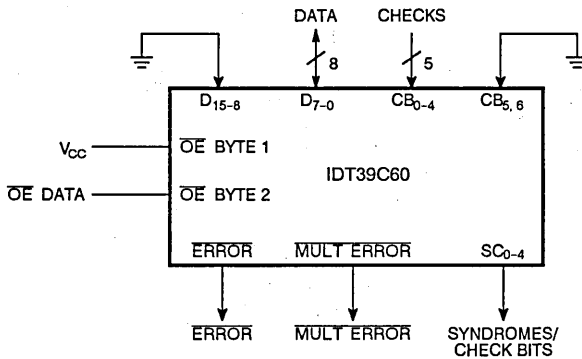 DATA CHECKS
8 5
D15-8 D7-0 CB0-4 CB5, 6
VCC OE BYTE 1
IDT39C60
OE DATA OE BYTE 2
ERROR MULT ERROR SC0-4
ERROR MULT ERROR SYNDROMES/
CHECK BITS